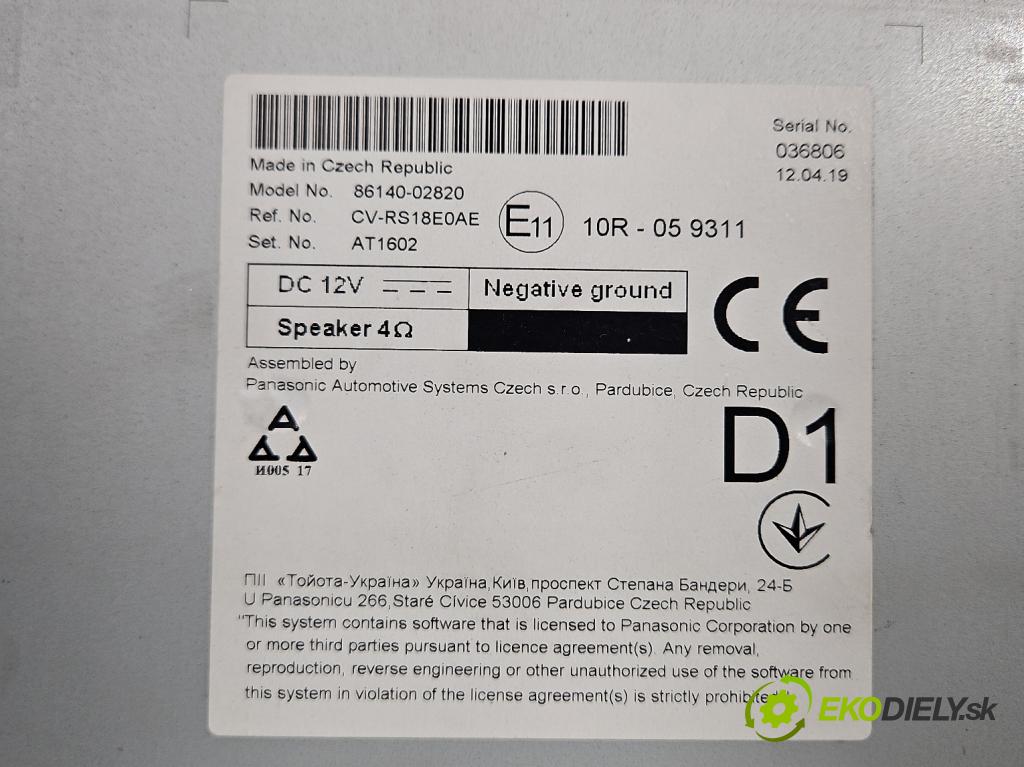 Serial No.
036806
12.04.19
Made in Czech Republic
Model No. 86140-02820
Ref. No. CV-RS18E0AE
Set. No. AT1602
E11 10R - 05 9311
DC 12V Negative ground
Speaker 4Ω
CE
Assembled by
Panasonic Automotive Systems Czech s.r.o., Pardubice, Czech Republic
D1
И005 17
ПІІ «Тойота-Україна» Україна,Київ,проспект Степана Бандери, 24-Б
U Panasonicu 266,Staré Cívice 53006 Pardubice Czech Republic
"This system contains software that is licensed to Panasonic Corporation by one
or more third parties pursuant to licence agreement(s). Any removal,
reproduction, reverse engineering or other unauthorized use of the software from
this system in violation of the license agreement(s) is strictly prohibited.
EKODIELY.sk